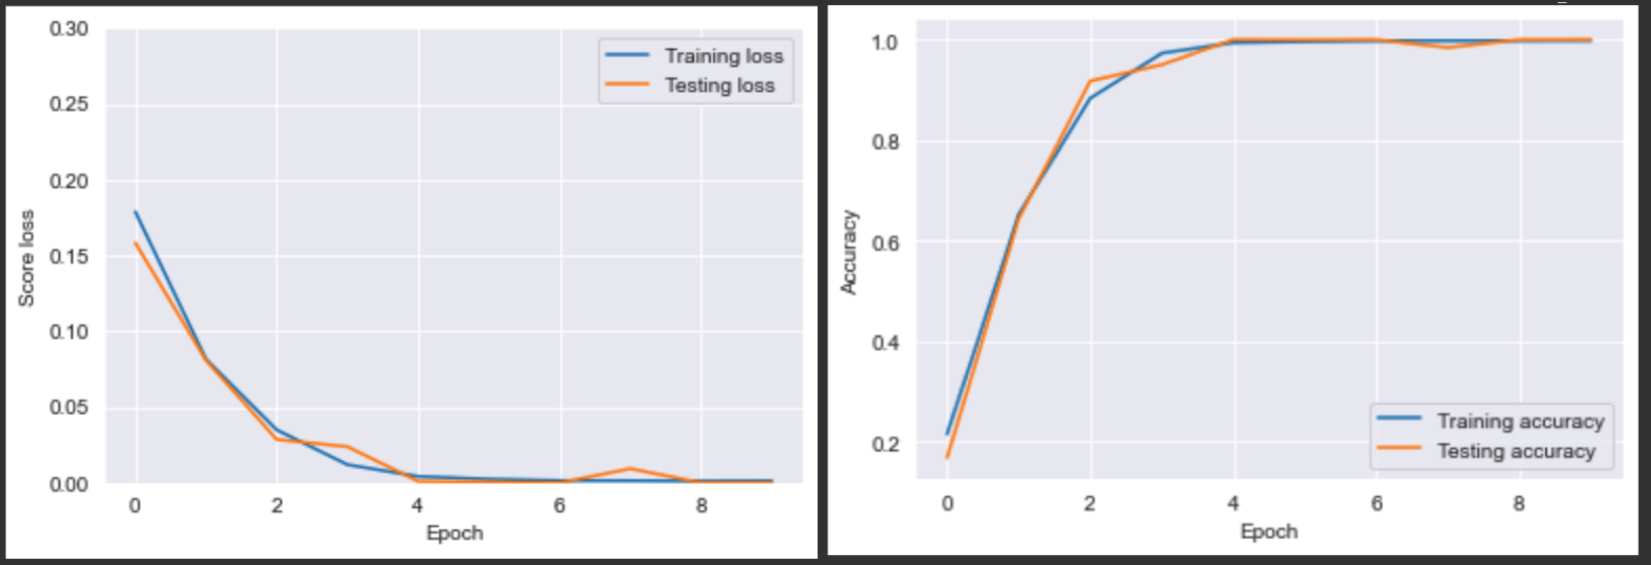 0.30
0.25
0.20
0.15
0.10
0.05
0.00
Score loss
Training loss
Testing loss
0 2 4 6 8
Epoch
1.0
0.8
0.6
0.4
0.2
Accuracy
Training accuracy
Testing accuracy
0 2 4 6 8
Epoch